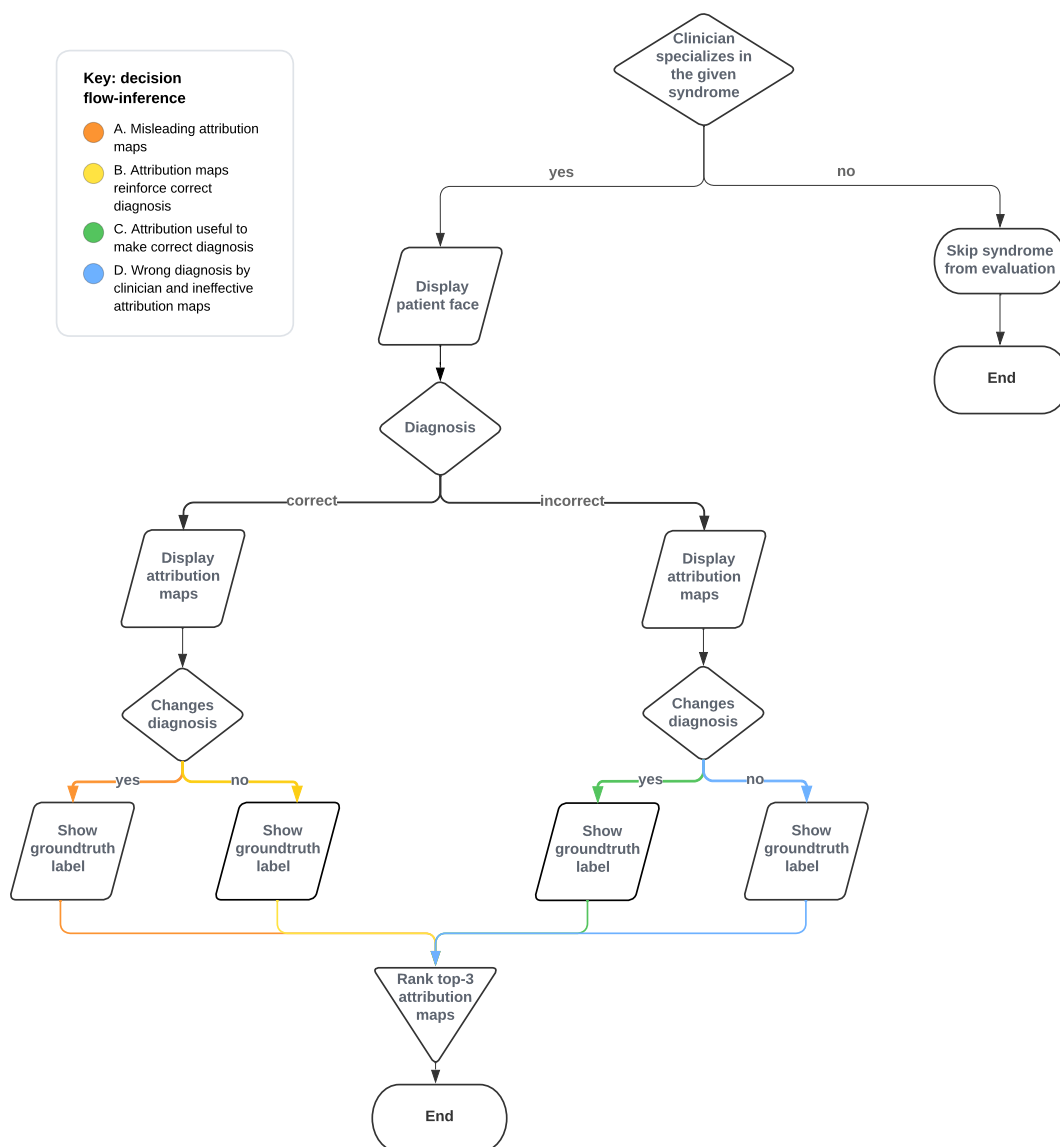 Clinician
specializes in
the given
syndrome
Key: decision
flow-inference
A. Misleading attribution
maps
B. Attribution maps
reinforce correct
diagnosis
C. Attribution useful to
make correct diagnosis
D. Wrong diagnosis by
clinician and ineffective
attribution maps
yes
no
Display
patient face
Skip syndrome
from evaluation
End
Diagnosis
correct
incorrect
Display
attribution
maps
Display
attribution
maps
Changes
diagnosis
Changes
diagnosis
yes
no
yes
no
Show
groundtruth
label
Show
groundtruth
label
Show
groundtruth
label
Show
groundtruth
label
Rank top-3
attribution
maps
End